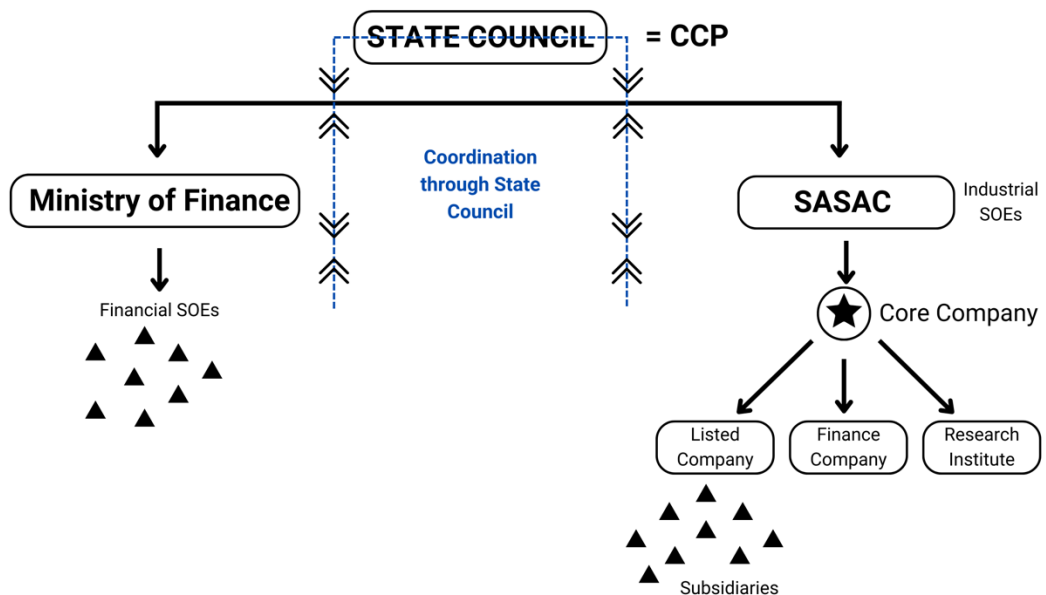 STATE COUNCIL
= CCP
Coordination
through State
Council
Ministry of Finance
SASAC
Industrial
SOEs
Financial SOEs
Core Company
Listed
Company
Finance
Company
Research
Institute
Subsidiaries